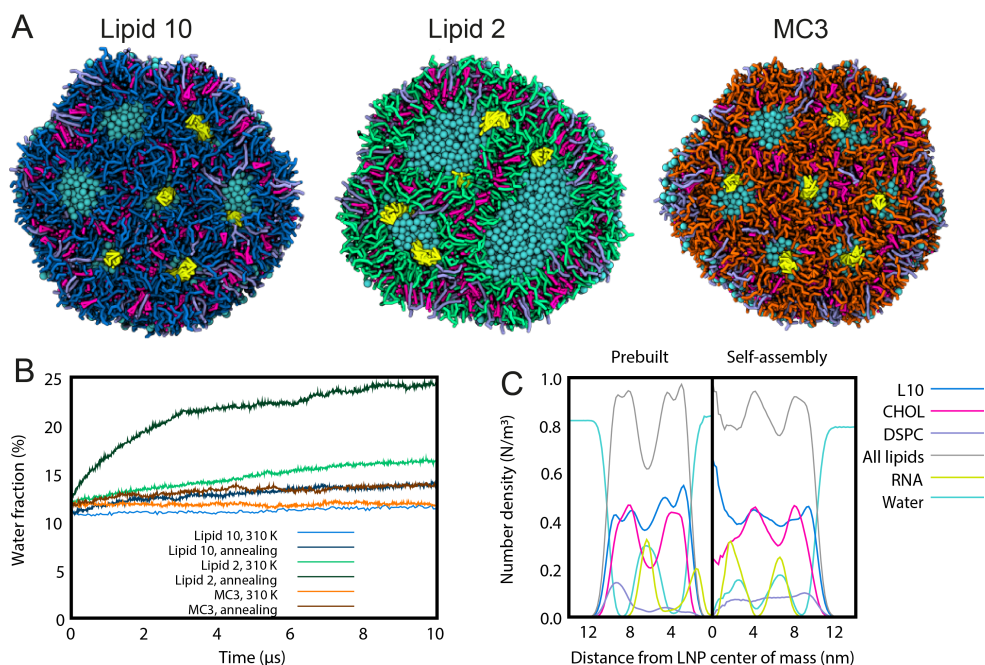 A
Lipid 10
Lipid 2
MC3
B
Water fraction (%)
25
20
15
10
5
0
0
2
4
6
8
10
Time (µs)
Lipid 10, 310 K
Lipid 10, annealing
Lipid 2, 310 K
Lipid 2, annealing
MC3, 310 K
MC3, annealing
C
Prebuilt
Self-assembly
Number density (N/m³)
1.0
0.8
0.6
0.4
0.2
0.0
12
8
4
0
4
8
12
Distance from LNP center of mass (nm)
L10
CHOL
DSPC
All lipids
RNA
Water